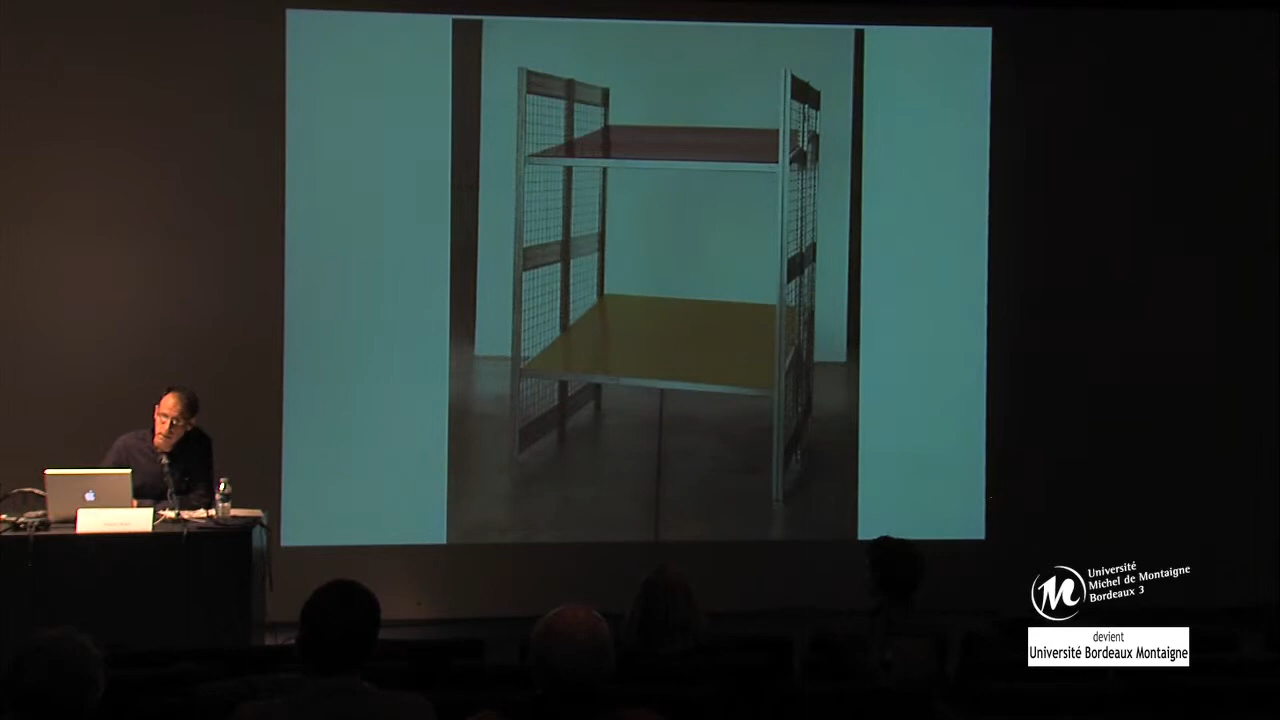 Université
Michel de Montaigne
Bordeaux 3
devient
Université Bordeaux Montaigne